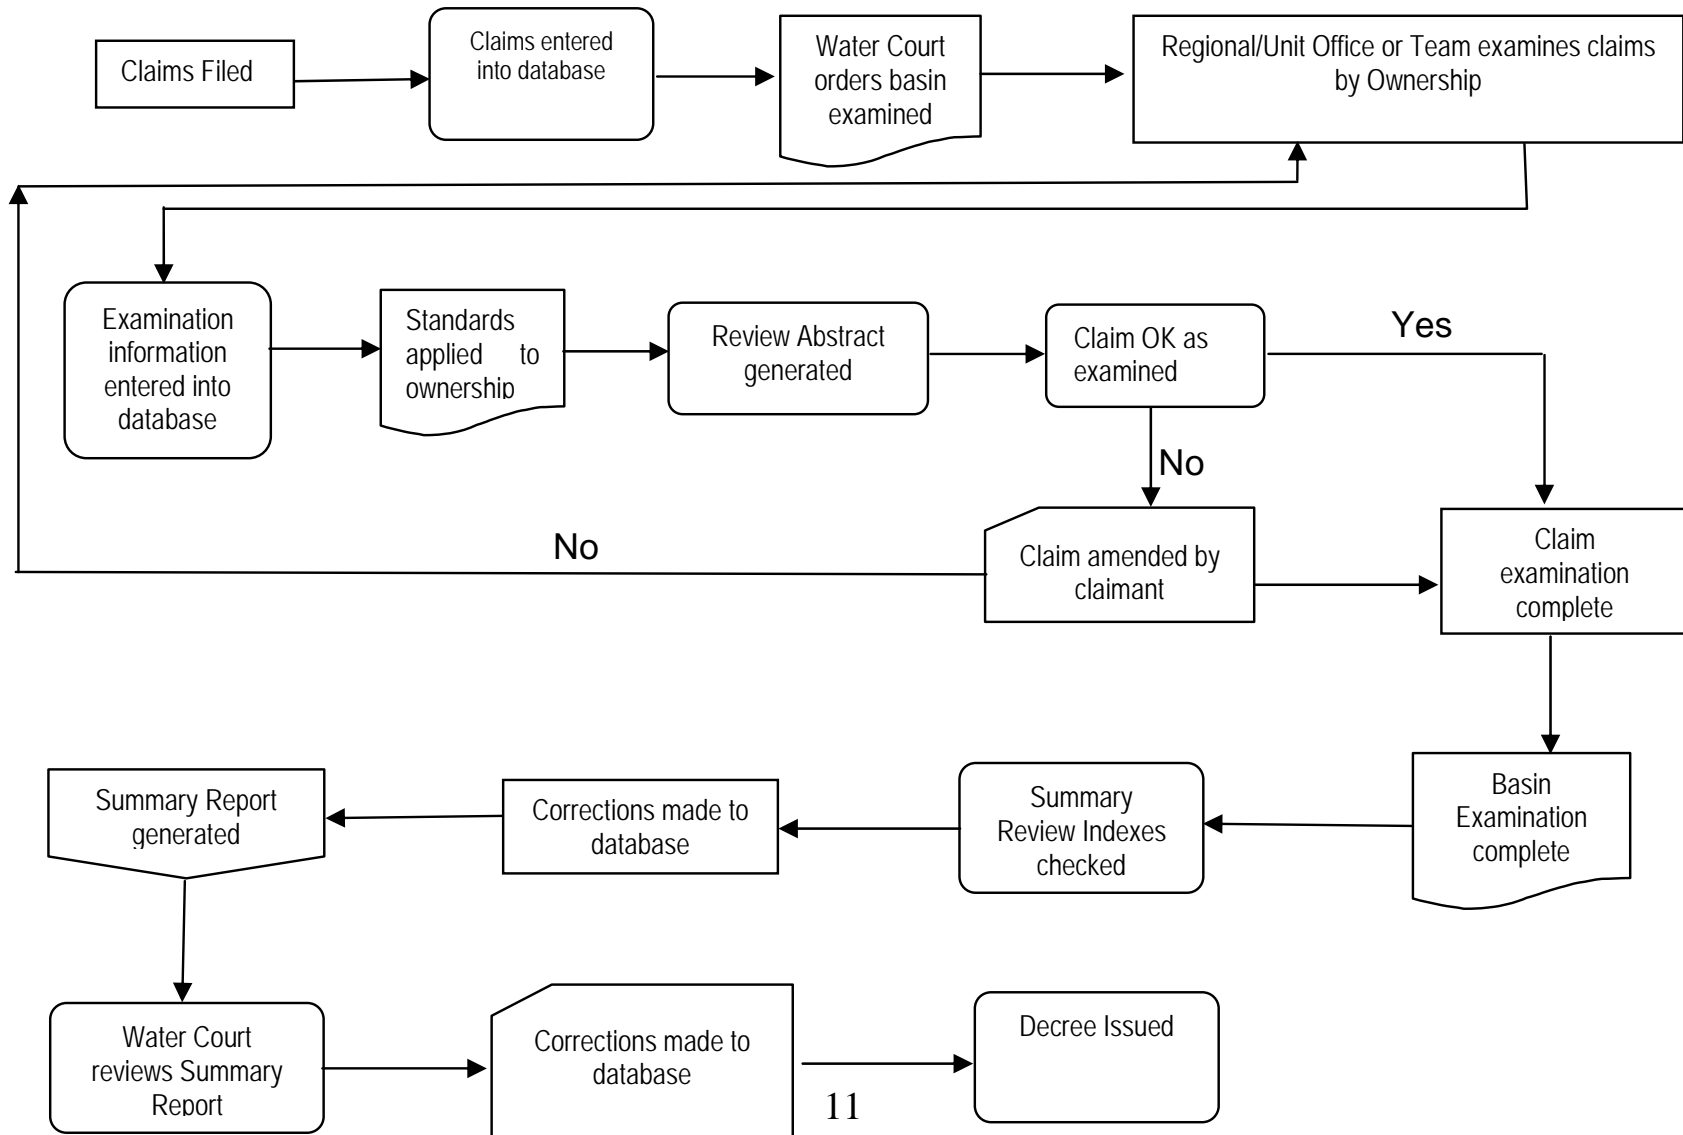 Claims Filed
Claims entered
into database
Water Court
orders basin
examined
Regional/Unit Office or Team examines claims
by Ownership
Examination
information
entered into
database
Standards
applied to
ownership
Review Abstract
generated
Claim OK as
examined
Yes
No
No
Claim amended by
claimant
Claim
examination
complete
Summary Report
generated
Corrections made to
database
Summary
Review Indexes
checked
Basin
Examination
complete
Water Court
reviews Summary
Report
Corrections made to
database
Decree Issued
11